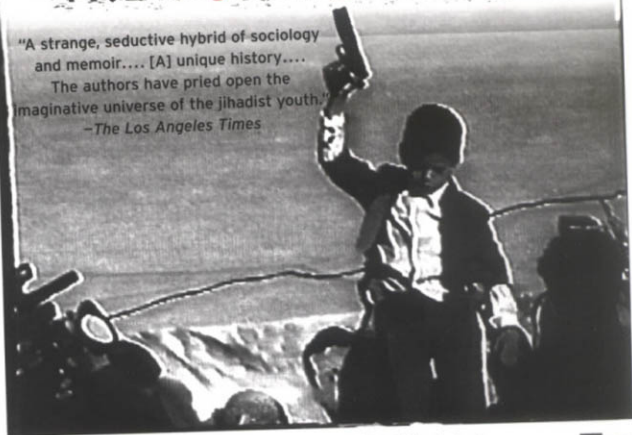 “A strange, seductive hybrid of sociology
and memoir.... [A] unique history....
The authors have pried open the
imaginative universe of the jihadist youth.”
–The Los Angeles Times